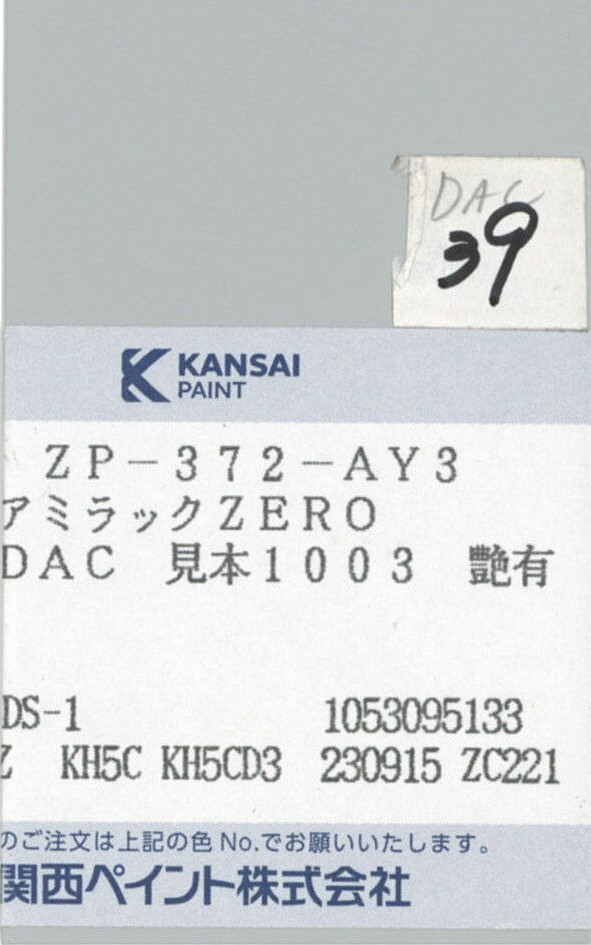 DAC
39
KANSAI
PAINT
ZP-372-AY3
アミラックZERO
DAC 見本1003 艶有
DS-1 1053095133
Z KH5C KH5CD3 230915 ZC221
のご注文は上記の色No.でお願いいたします。
関西ペイント株式会社